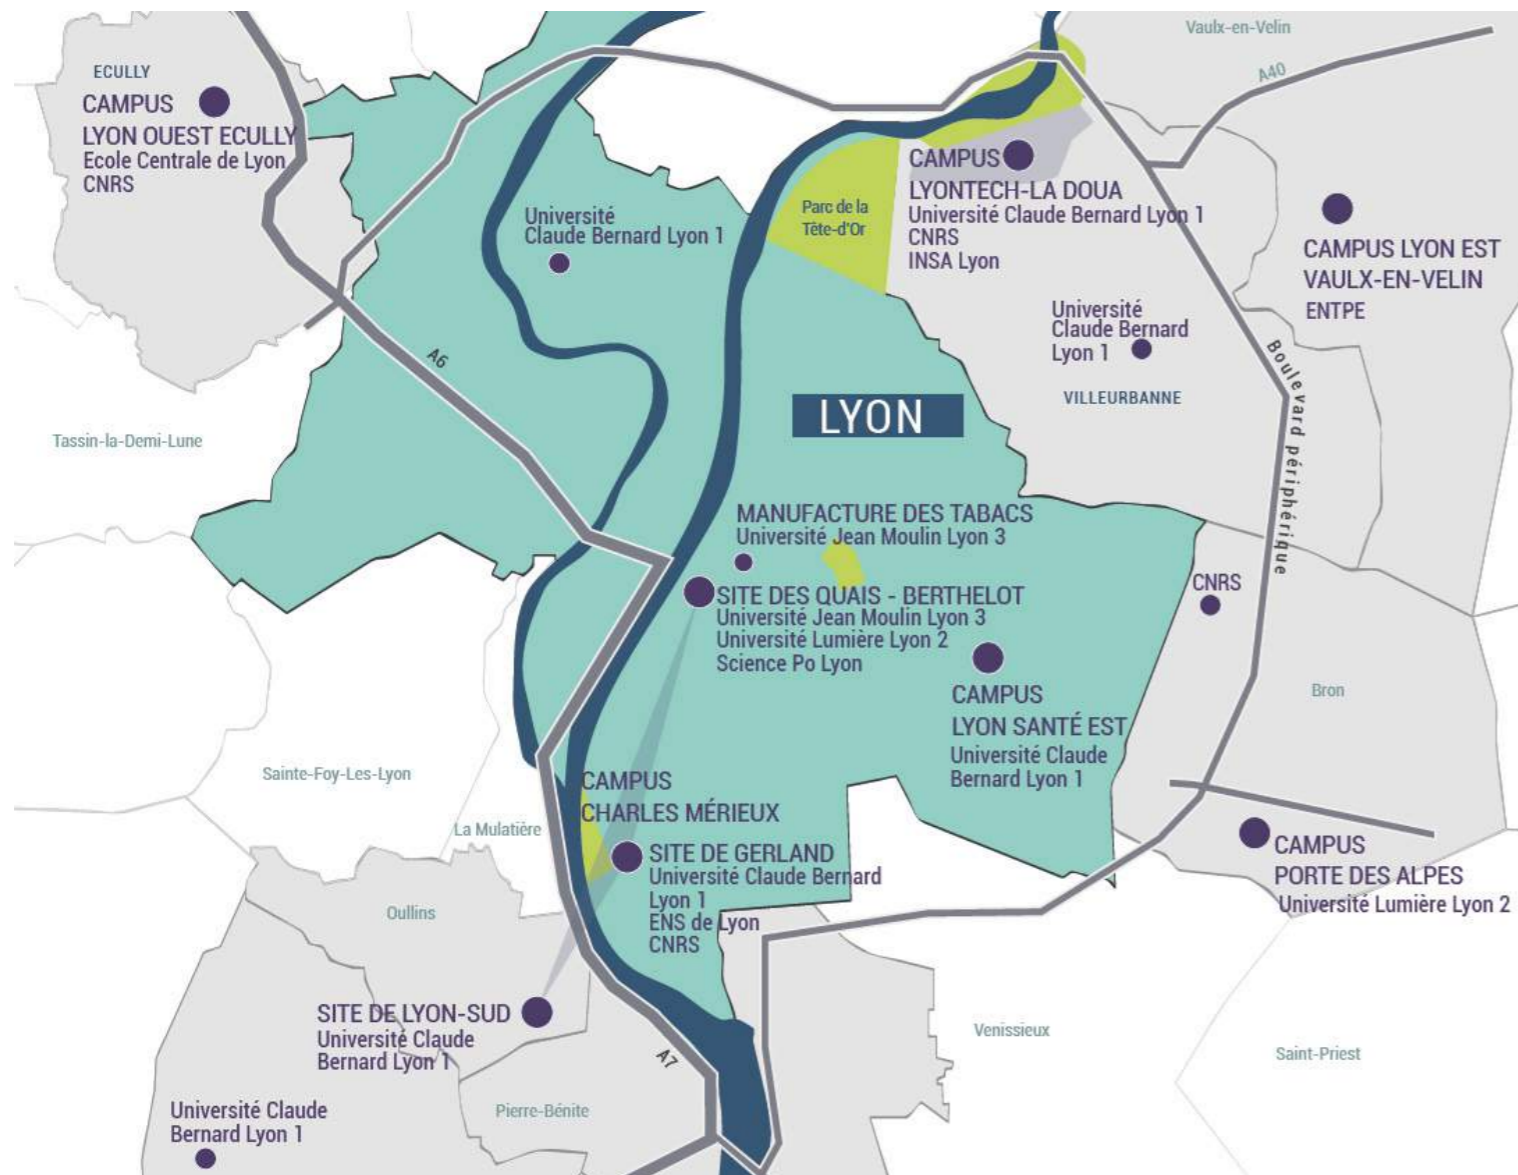 Vaulx-en-Velin
A40
ECULLY
CAMPUS
LYON OUEST ECULLY
Ecole Centrale de Lyon
CNRS
CAMPUS
LYONTECH-LA DOUA
Université Claude Bernard Lyon 1
CNRS
INSA Lyon
Parc de la
Tête-d'Or
Université
Claude Bernard Lyon 1
CAMPUS LYON EST
VAULX-EN-VELIN
ENTPE
Université
Claude Bernard
Lyon 1
VILLEURBANNE
Boulevard périphérique
A6
LYON
Tassin-la-Demi-Lune
MANUFACTURE DES TABACS
Université Jean Moulin Lyon 3
SITE DES QUAIS - BERTHELOT
Université Jean Moulin Lyon 3
Université Lumière Lyon 2
Science Po Lyon
CNRS
CAMPUS
LYON SANTÉ EST
Université Claude
Bernard Lyon 1
Bron
Sainte-Foy-Les-Lyon
CAMPUS
CHARLES MÉRIEUX
La Mulatière
SITE DE GERLAND
Université Claude Bernard
Lyon 1
ENS de Lyon
CNRS
CAMPUS
PORTE DES ALPES
Université Lumière Lyon 2
Oullins
SITE DE LYON-SUD
Université Claude
Bernard Lyon 1
A7
Venissieux
Saint-Priest
Université Claude
Bernard Lyon 1
Pierre-Bénite